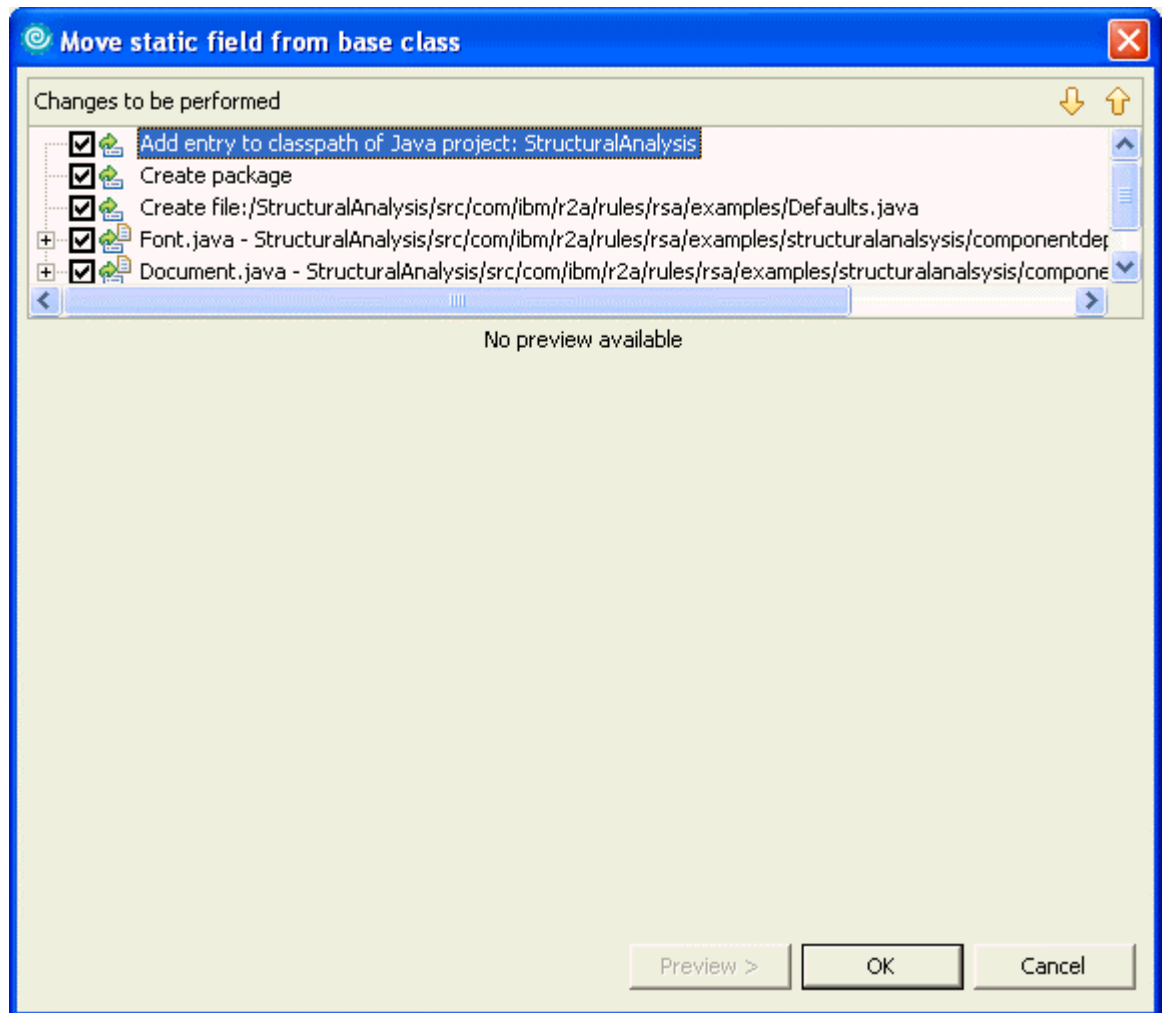 Move static field from base class
Changes to be performed
Add entry to classpath of Java project: StructuralAnalysis
Create package
Create file:/StructuralAnalysis/src/com/ibm/r2a/rules/rsa/examples/Defaults.java
Font.java - StructuralAnalysis/src/com/ibm/r2a/rules/rsa/examples/structuralanalsysis/componentdep
Document.java - StructuralAnalysis/src/com/ibm/r2a/rules/rsa/examples/structuralanalsysis/compone
No preview available
Preview >
OK
Cancel